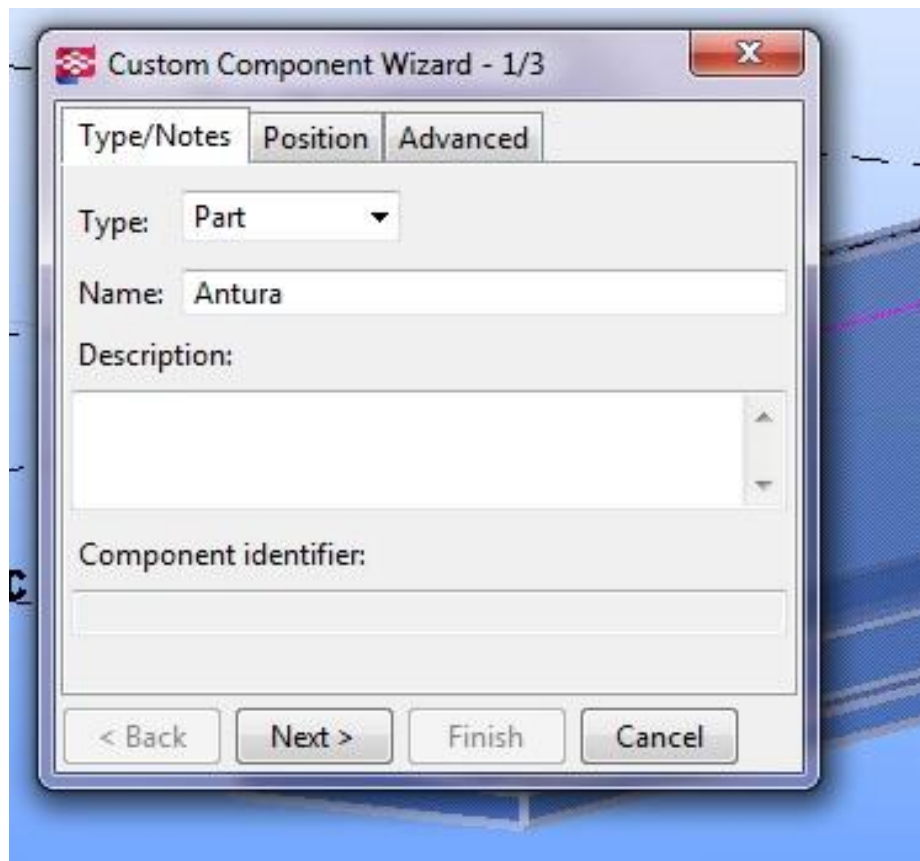 Custom Component Wizard - 1/3
X
Type/Notes Position Advanced
Type: Part
Name: Antura
Description:
Component identifier:
C
< Back Next > Finish Cancel